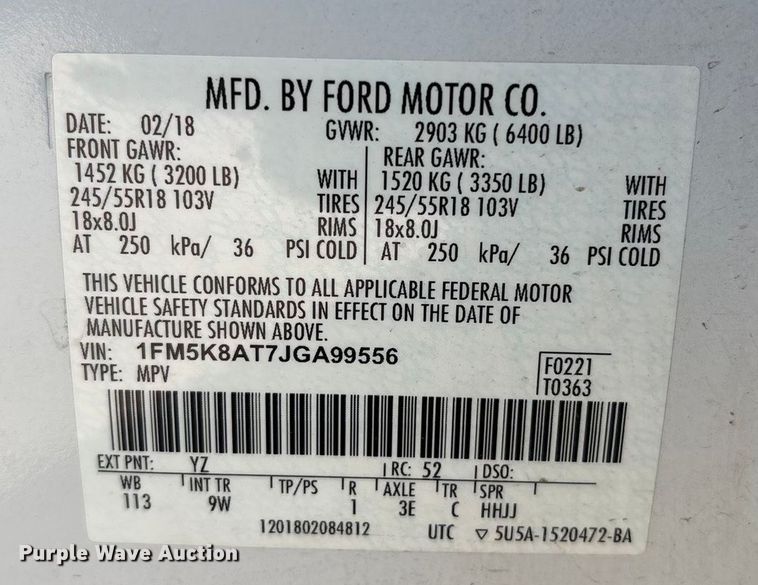 MFD. BY FORD MOTOR CO.
DATE: 02/18 GVWR: 2903 KG ( 6400 LB)
FRONT GAWR: REAR GAWR:
1452 KG ( 3200 LB) WITH 1520 KG ( 3350 LB) WITH
245/55R18 103V TIRES 245/55R18 103V TIRES
18x8.0J RIMS 18x8.0J RIMS
AT 250 kPa/ 36 PSI COLD AT 250 kPa/ 36 PSI COLD
THIS VEHICLE CONFORMS TO ALL APPLICABLE FEDERAL MOTOR
VEHICLE SAFETY STANDARDS IN EFFECT ON THE DATE OF
MANUFACTURE SHOWN ABOVE.
VIN: 1FM5K8AT7JGA99556 F0221
TYPE: MPV T0363
EXT PNT: YZ RC: 52 DSO:
WB INT TR TP/PS R AXLE TR SPR
113 9W 1 3E C HHJJ
1201802084812 UTC 5U5A-1520472-BA
Purple Wave Auction